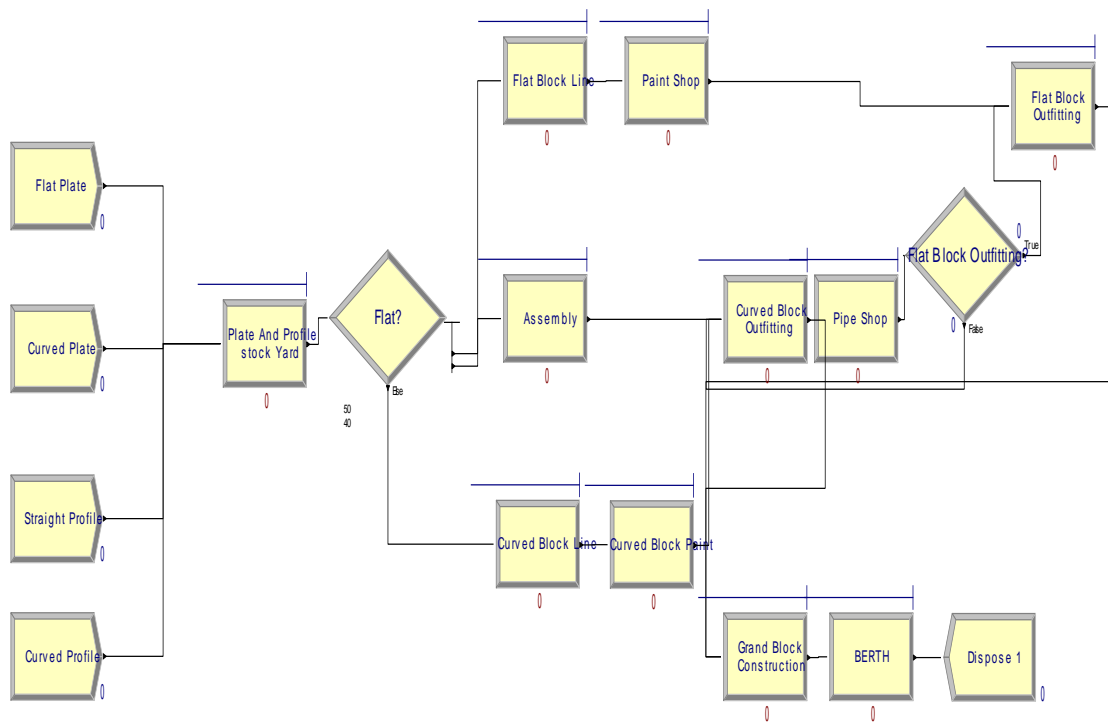 Flat Block Line
0
Paint Shop
0
Flat Block
Outfitting
0
Flat Plate
0
Flat Block Outfitting?
0
True
0
False
Curved Plate
0
Plate And Profile
stock Yard
0
Flat?
Else
50
40
Assembly
0
Curved Block
Outfitting
0
Pipe Shop
0
Straight Profile
0
Curved Block Line
0
Curved Block Paint
0
Curved Profile
0
Grand Block
Construction
0
BERTH
0
Dispose 1
0